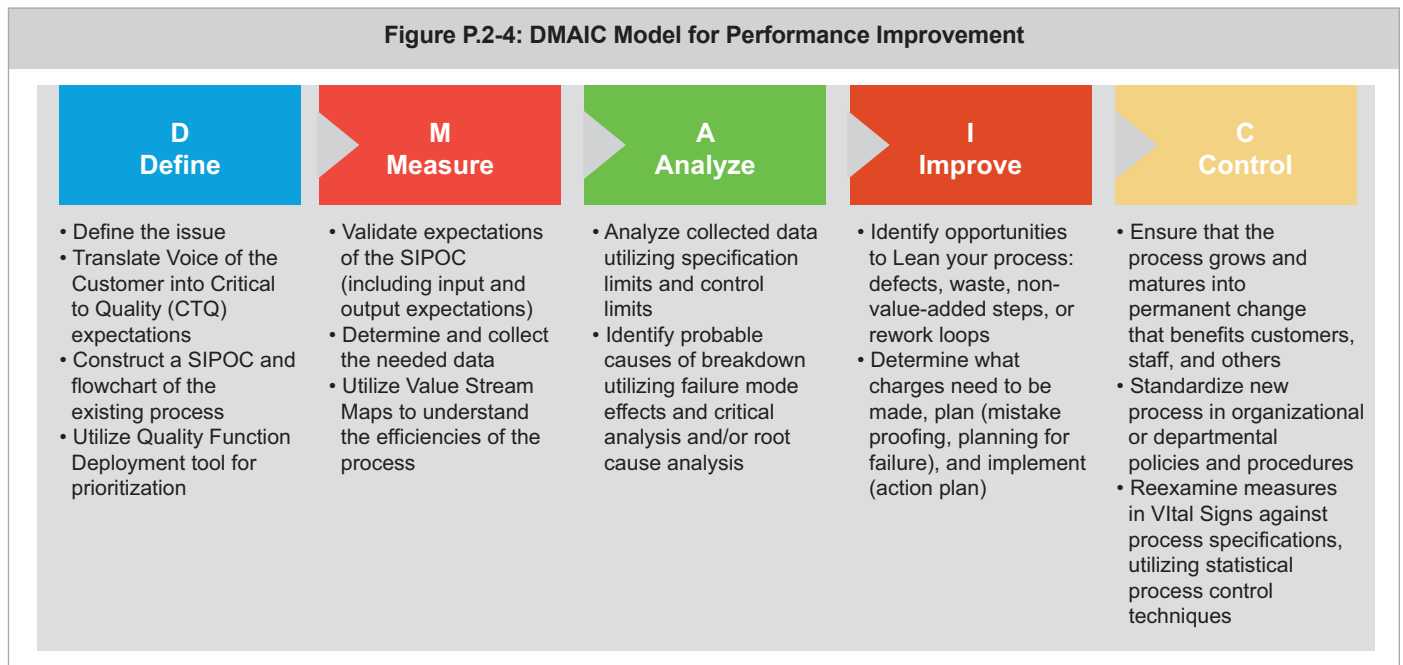 Figure P.2-4: DMAIC Model for Performance Improvement
D
Define
• Define the issue
• Translate Voice of the
Customer into Critical
to Quality (CTQ)
expectations
• Construct a SIPOC and
flowchart of the
existing process
• Utilize Quality Function
Deployment tool for
prioritization
M
Measure
• Validate expectations
of the SIPOC
(including input and
output expectations)
• Determine and collect
the needed data
• Utilize Value Stream
Maps to understand
the efficiencies of the
process
A
Analyze
• Analyze collected data
utilizing specification
limits and control
limits
• Identify probable
causes of breakdown
utilizing failure mode
effects and critical
analysis and/or root
cause analysis
I
Improve
• Identify opportunities
to Lean your process:
defects, waste, non-
value-added steps, or
rework loops
• Determine what
charges need to be
made, plan (mistake
proofing, planning for
failure), and implement
(action plan)
C
Control
• Ensure that the
process grows and
matures into
permanent change
that benefits customers,
staff, and others
• Standardize new
process in organizational
or departmental
policies and procedures
• Reexamine measures
in VItal Signs against
process specifications,
utilizing statistical
process control
techniques